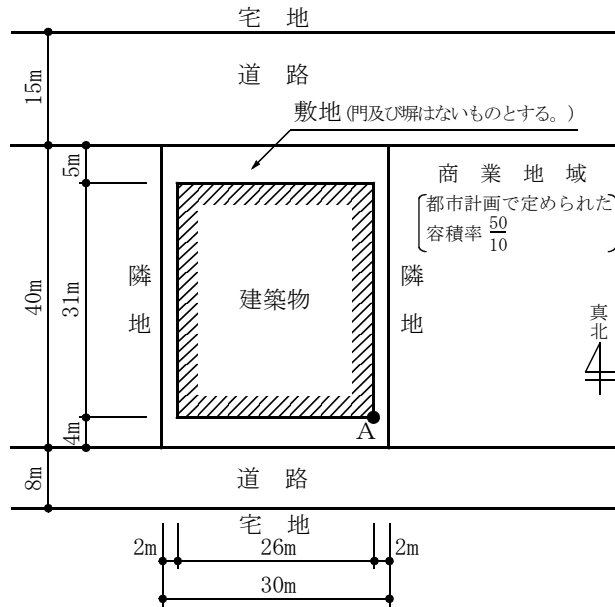 宅 地
道 路
15m
敷地(門及び塀はないものとする。)
5m
商 業 地 域
都市計画で定められた
容積率 50/10
40m
31m
隣
地
建築物
隣
地
真
北
A
4m
8m
道 路
宅 地
2m
26m
2m
30m